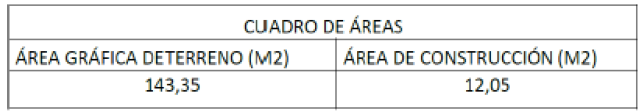 CUADRO DE ÁREAS
ÁREA GRÁFICA DETERRENO (M2) ÁREA DE CONSTRUCCIÓN (M2)
143,35 12,05